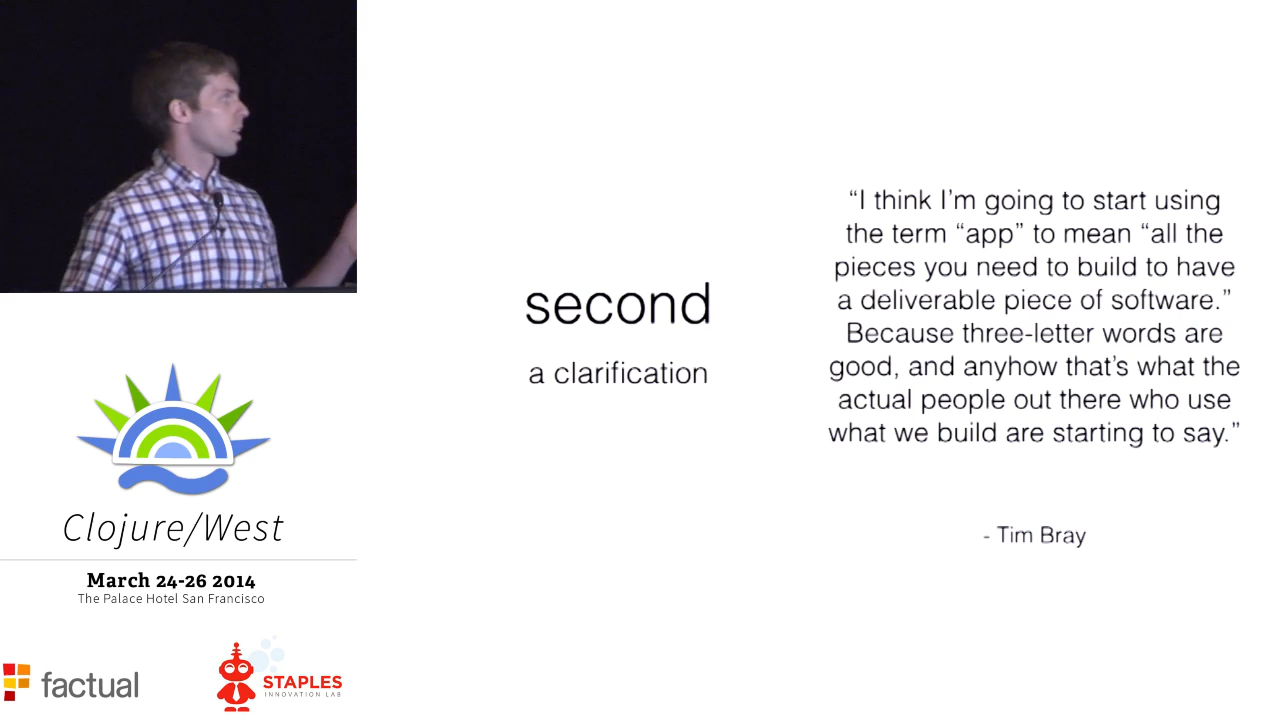 second
a clarification
“I think I’m going to start using
the term “app” to mean “all the
pieces you need to build to have
a deliverable piece of software.”
Because three-letter words are
good, and anyhow that’s what the
actual people out there who use
what we build are starting to say.”
- Tim Bray
Clojure/West
March 24-26 2014
The Palace Hotel San Francisco
factual
STAPLES
INNOVATION LAB